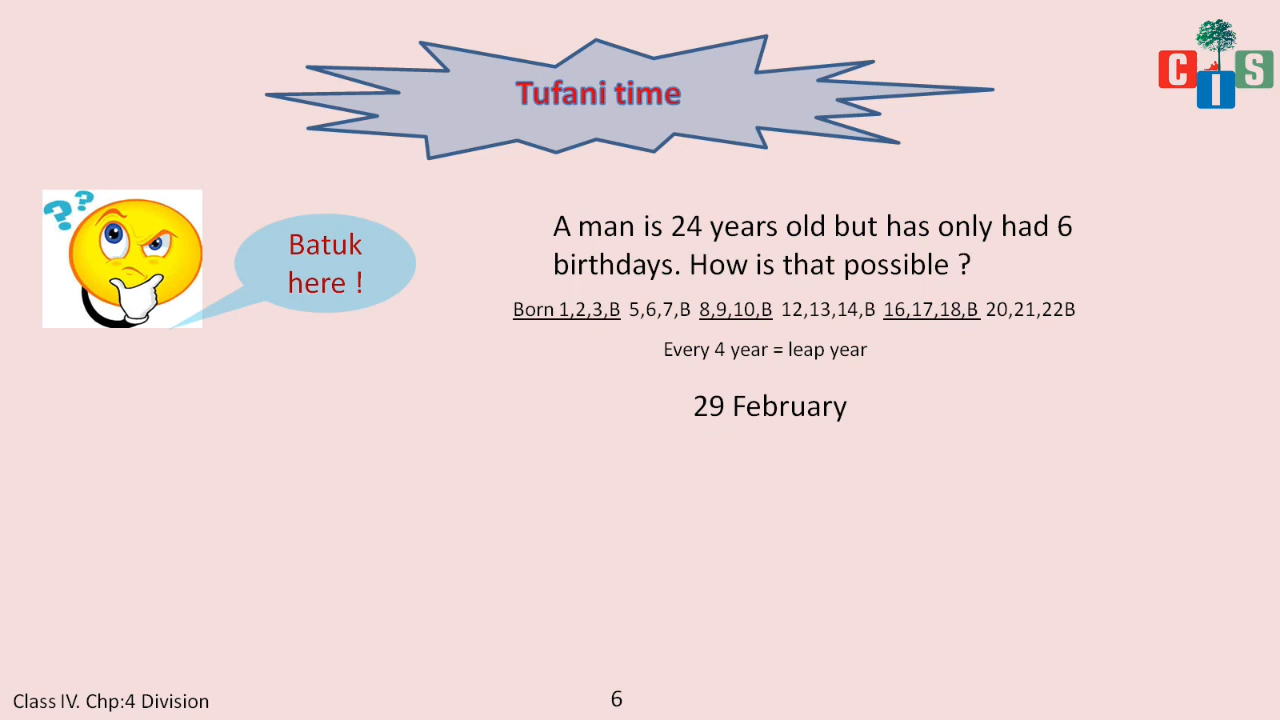 Tufani time
C I S
??
Batuk
here !
A man is 24 years old but has only had 6
birthdays. How is that possible ?
Born 1,2,3,B 5,6,7,B 8,9,10,B 12,13,14,B 16,17,18,B 20,21,22B
Every 4 year = leap year
29 February
Class IV. Chp:4 Division
6